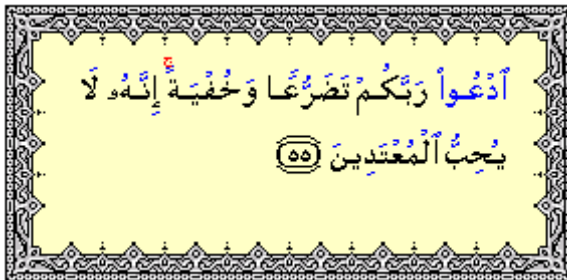 ٱدْعُوا۟ رَبَّكُمْ تَضَرُّعًا وَخُفْيَةً ۚ إِنَّهُۥ لَا
يُحِبُّ ٱلْمُعْتَدِينَ ٥٥